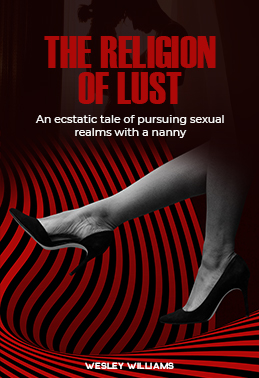 THE RELIGION
OF LUST
An ecstatic tale of pursuing sexual
realms with a nanny
WESLEY WILLIAMS